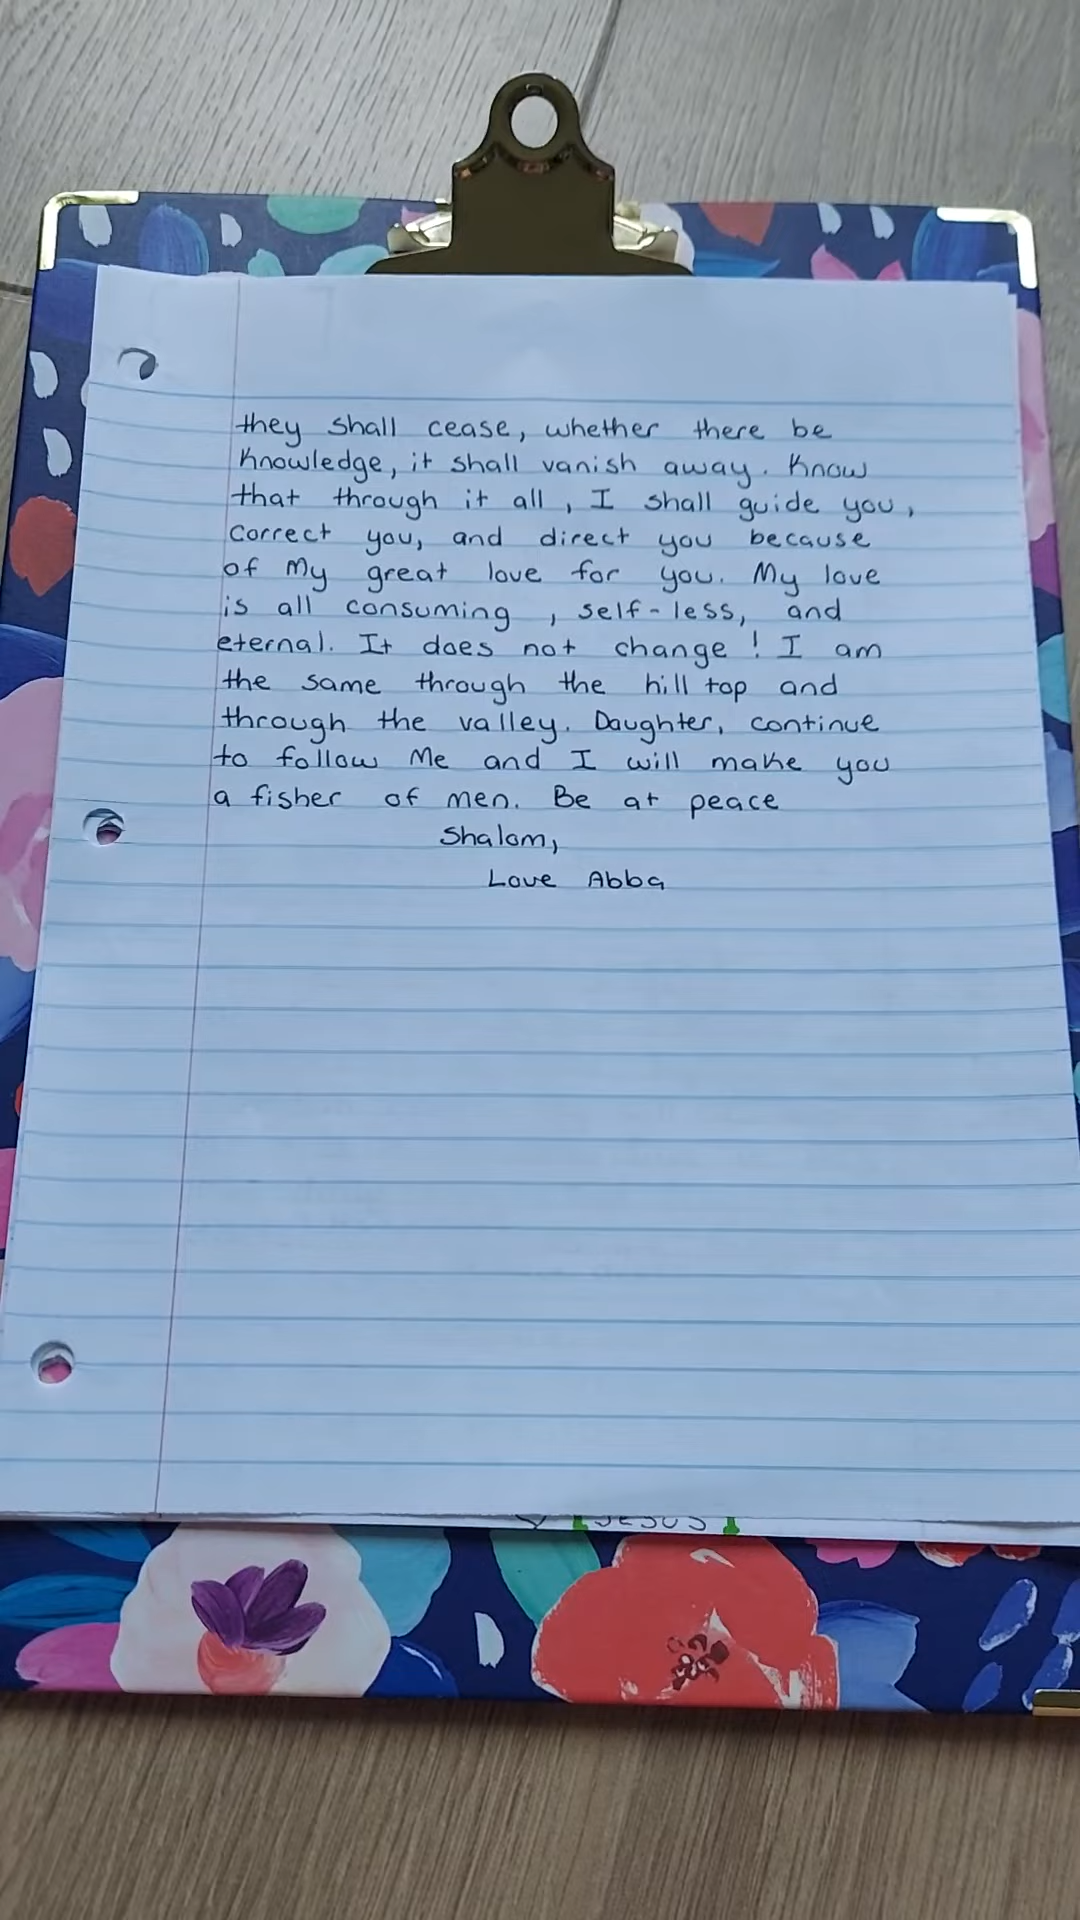 they shall cease, whether there be
knowledge, it shall vanish away. Know
that through it all, I shall guide you,
correct you, and direct you because
of My great love for you. My love
is all consuming, self-less, and
eternal. It does not change! I am
the same through the hill top and
through the valley. Daughter, continue
to follow Me and I will make you
a fisher of men. Be at peace
Shalom,
Love Abba
JESUS